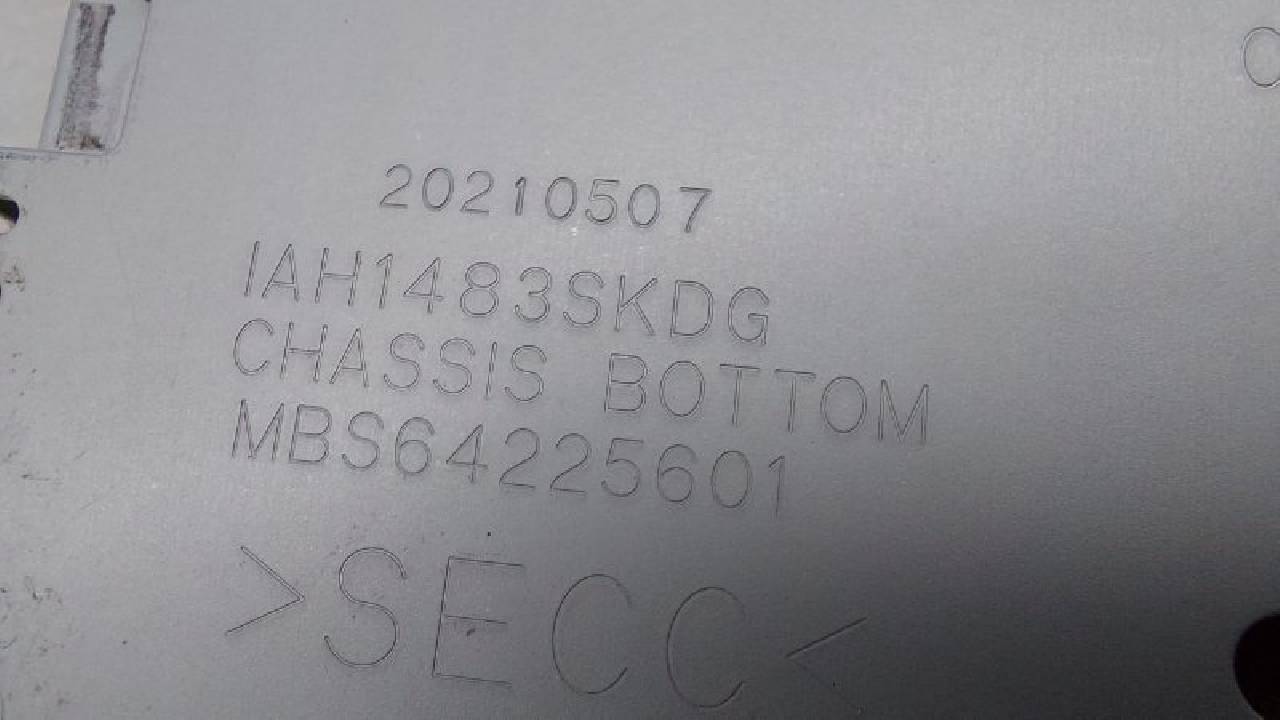 20210507
IAH1483SKDG
CHASSIS BOTTOM
MBS64225601
>SECC<